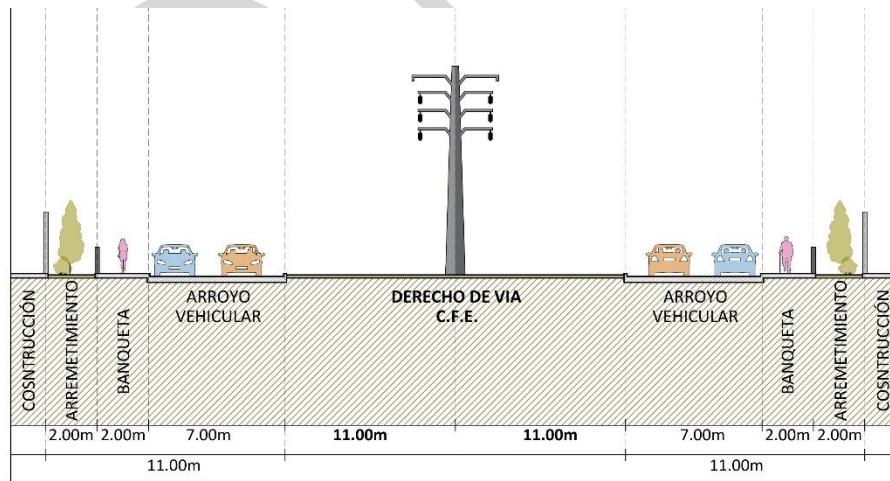 COSNTRUCCIÓN
ARREMETIMIENTO
BANQUETA
ARROYO
VEHICULAR
DERECHO DE VIA
C.F.E.
ARROYO
VEHICULAR
BANQUETA
ARREMETIMIENTO
COSNTRUCCIÓN
2.00m 2.00m 7.00m 11.00m 11.00m 7.00m 2.00m 2.00m
11.00m 11.00m